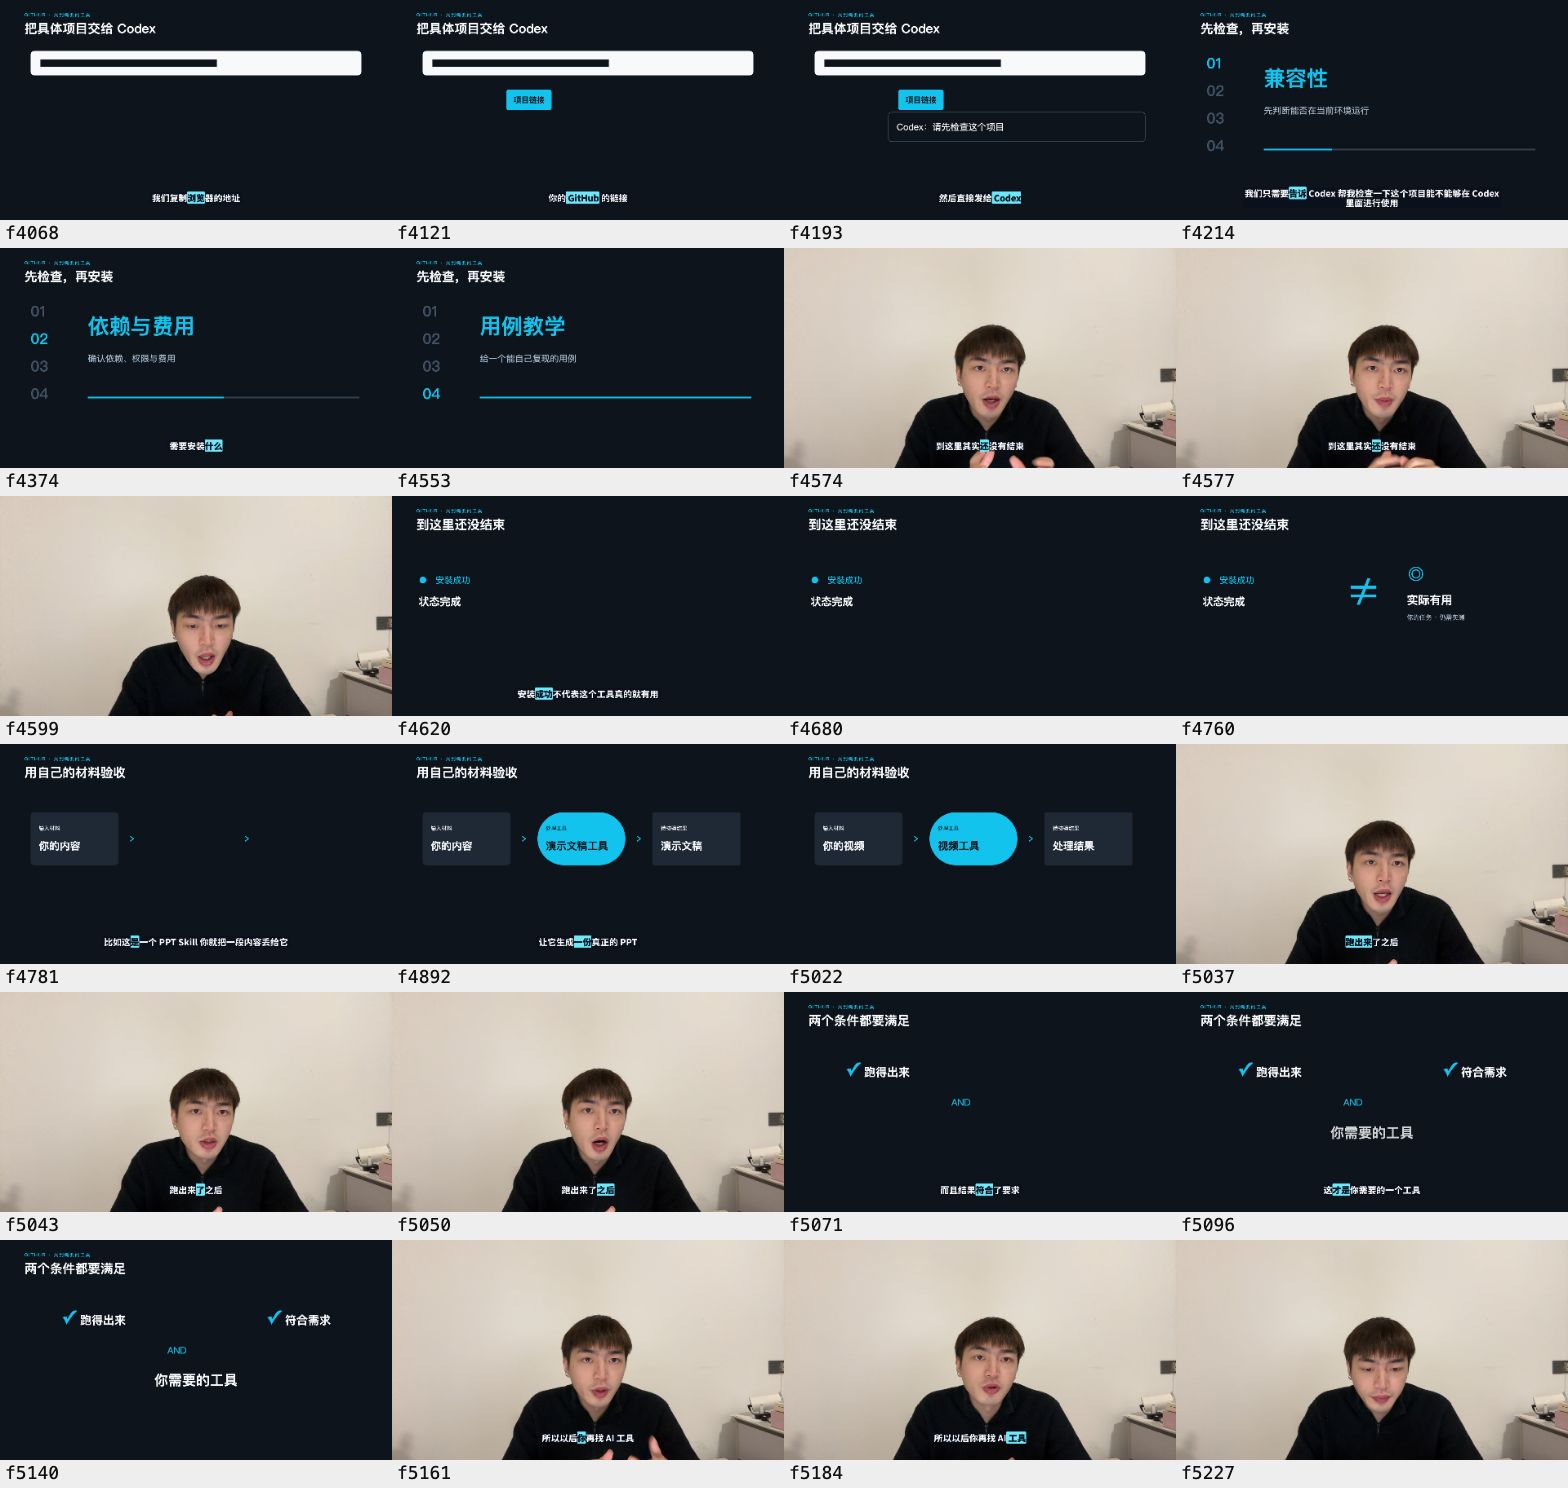 把具体项目交给 Codex
我们复制浏览器的地址
f4068
把具体项目交给 Codex
项目链接
你的 GitHub 的链接
f4121
把具体项目交给 Codex
项目链接
Codex：请先检查这个项目
然后直接发给 Codex
f4193
先检查，再安装
01
02
03
04
兼容性
先判断能否在当前环境运行
我们只需要告诉 Codex 帮我检查一下这个项目能不能够在 Codex
里面进行使用
f4214
先检查，再安装
01
02
03
04
依赖与费用
确认依赖、权限与费用
需要安装什么
f4374
先检查，再安装
01
02
03
04
用例教学
给一个能自己复现的用例
f4553
到这里其实还没有结束
f4574
到这里其实还没有结束
f4577
f4599
到这里还没结束
安装成功
状态完成
安装成功不代表这个工具真的就有用
f4620
到这里还没结束
安装成功
状态完成
f4680
到这里还没结束
安装成功
状态完成
≠
实际有用
f4760
用自己的材料验收
输入材料
你的内容
>
>
比如这是一个 PPT Skill 你就把一段内容丢给它
f4781
用自己的材料验收
输入材料
你的内容
>
处理工具
演示文稿工具
>
演示文稿
让它生成一份真正的 PPT
f4892
用自己的材料验收
输入材料
你的视频
>
处理工具
视频工具
>
处理结果
f5022
跑出来了之后
f5037
跑出来了之后
f5043
跑出来了之后
f5050
两个条件都要满足
✓ 跑得出来
AND
而且结果符合了要求
f5071
两个条件都要满足
✓ 跑得出来
✓ 符合需求
AND
你需要的工具
这才是你需要的一个工具
f5096
两个条件都要满足
✓ 跑得出来
✓ 符合需求
AND
你需要的工具
f5140
所以以后你再找 AI 工具
f5161
所以以后你再找 AI 工具
f5184
f5227